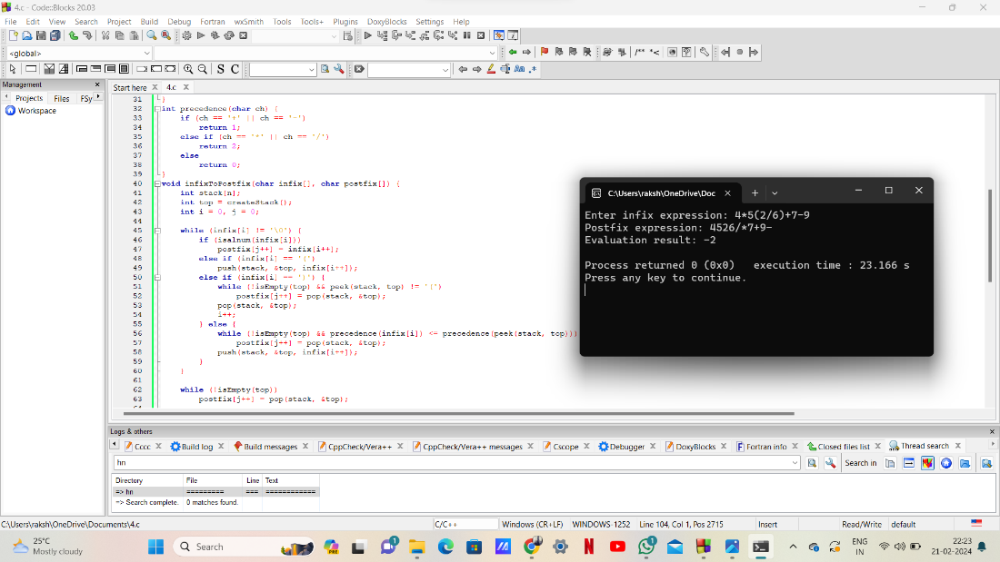 4.c - Code::Blocks 20.03
File Edit View Search Project Build Debug Fortran wxSmith Tools Tools+ Plugins DoxyBlocks Settings Help
<global>
/** *<
S C
Aa .*
Management
Projects Files FSy
Workspace
Start here 4.c
31 }
32 int precedence(char ch) {
33 if (ch == '+' || ch == '-')
34 return 1;
35 else if (ch == '*' || ch == '/')
36 return 2;
37 else
38 return 0;
39 }
40 void infixToPostfix(char infix[], char postfix[]) {
41 int stack[n];
42 int top = createStack();
43 int i = 0, j = 0;
44
45 while (infix[i] != '\0') {
46 if (isalnum(infix[i]))
47 postfix[j++] = infix[i++];
48 else if (infix[i] == '(')
49 push(stack, &top, infix[i++]);
50 else if (infix[i] == ')') {
51 while (!isEmpty(top) && peek(stack, top) != '(')
52 postfix[j++] = pop(stack, &top);
53 pop(stack, &top);
54 i++;
55 } else {
56 while (!isEmpty(top) && precedence(infix[i]) <= precedence(peek(stack, top)))
57 postfix[j++] = pop(stack, &top);
58 push(stack, &top, infix[i++]);
59 }
60 }
61
62 while (!isEmpty(top))
63 postfix[j++] = pop(stack, &top);
C:\Users\raksh\OneDrive\Doc
Enter infix expression: 4*5(2/6)+7-9
Postfix expression: 4526/*7+9-
Evaluation result: -2
Process returned 0 (0x0) execution time : 23.166 s
Press any key to continue.
Logs & others
Cccc Build log Build messages CppCheck/Vera++ CppCheck/Vera++ messages Cscope Debugger DoxyBlocks Fortran info Closed files list Thread search
hn
Search in
Directory File Line Text
=> hn ========= === ============
=> Search complete. 0 matches found.
C:\Users\raksh\OneDrive\Documents\4.c C/C++ Windows (CR+LF) WINDOWS-1252 Line 104, Col 1, Pos 2715 Insert Read/Write default
25°C
Mostly cloudy
Search
PRE
1
1
ENG
IN
22:23
21-02-2024